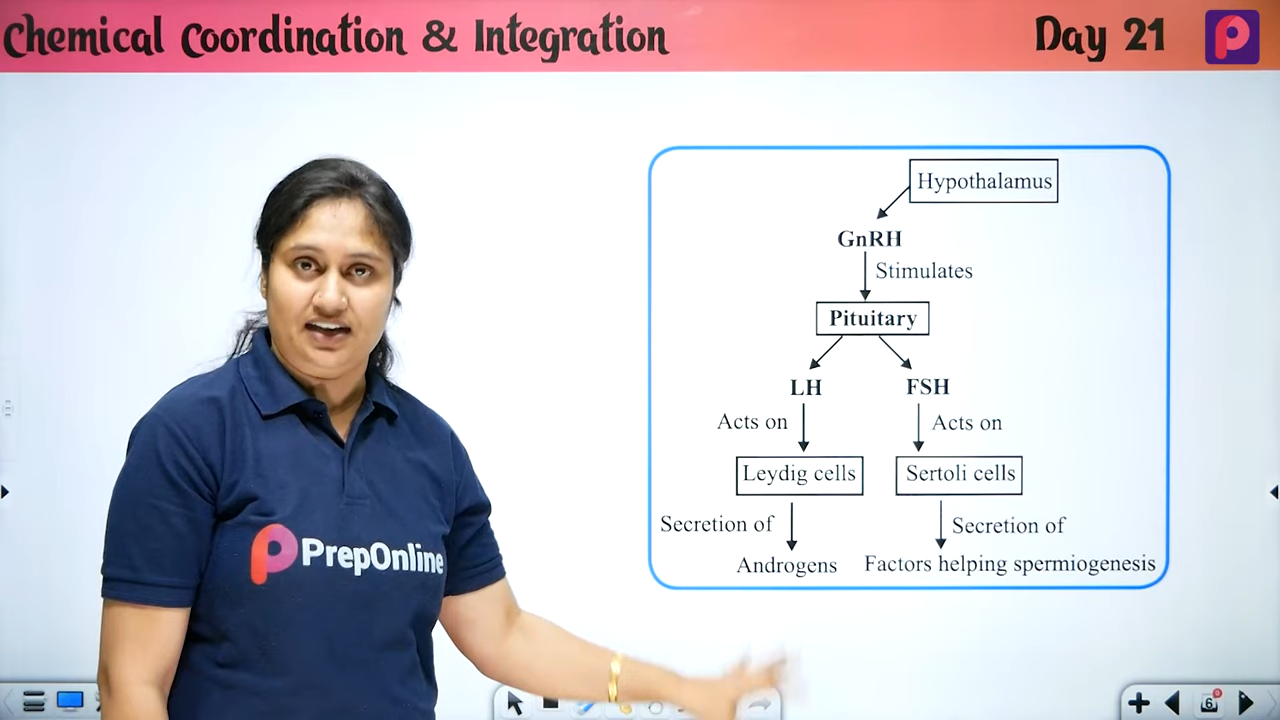 Chemical Coordination & Integration
Day 21
Hypothalamus
GnRH
Stimulates
Pituitary
LH
FSH
Acts on
Acts on
Leydig cells
Sertoli cells
Secretion of
Secretion of
Androgens
Factors helping spermiogenesis
PrepOnline
6